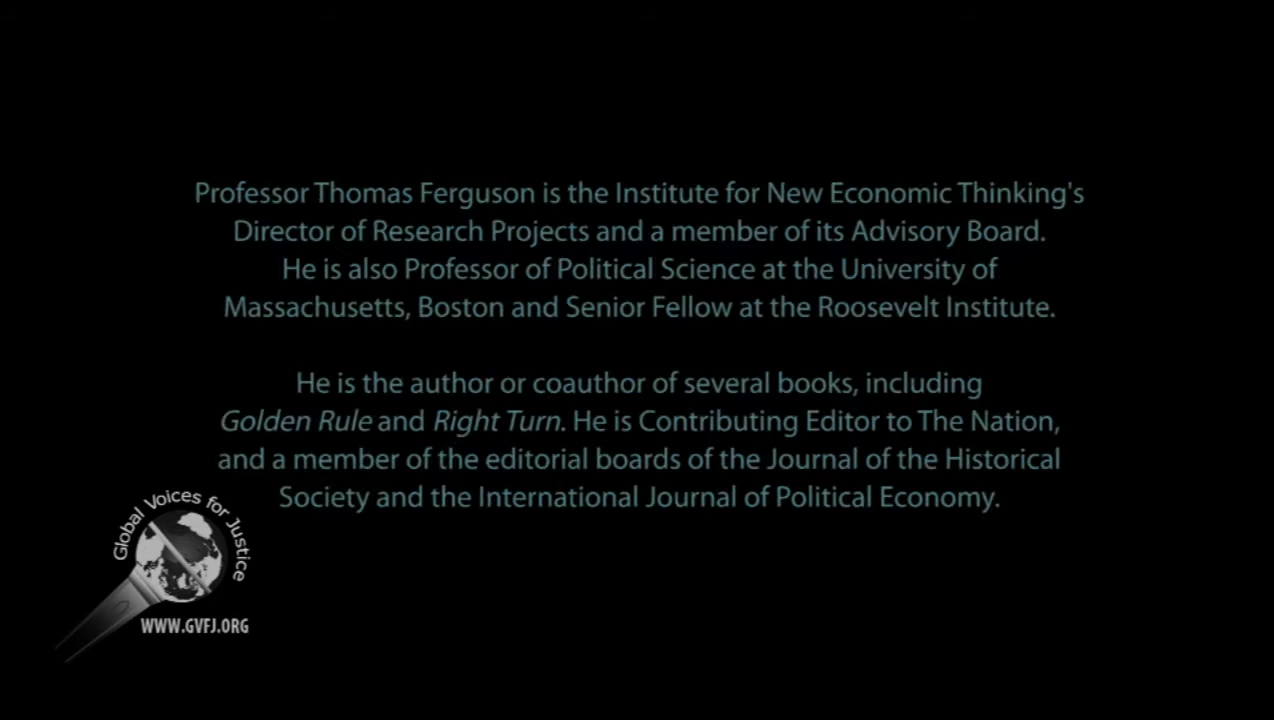 Professor Thomas Ferguson is the Institute for New Economic Thinking's
Director of Research Projects and a member of its Advisory Board.
He is also Professor of Political Science at the University of
Massachusetts, Boston and Senior Fellow at the Roosevelt Institute.
He is the author or coauthor of several books, including
Golden Rule and Right Turn. He is Contributing Editor to The Nation,
and a member of the editorial boards of the Journal of the Historical
Society and the International Journal of Political Economy.
Global Voices for Justice
WWW.GVFJ.ORG